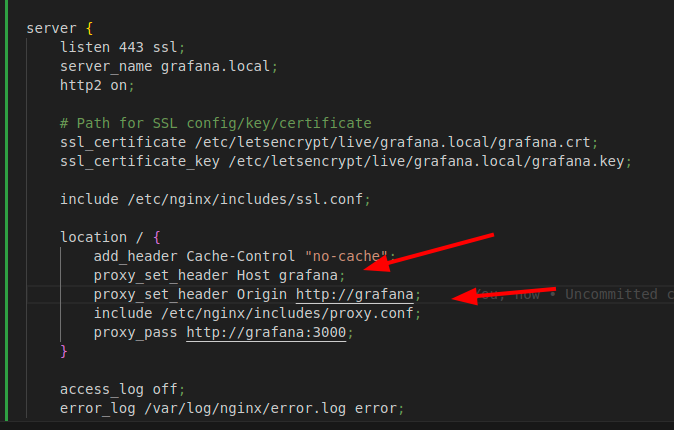 server {
listen 443 ssl;
server_name grafana.local;
http2 on;
# Path for SSL config/key/certificate
ssl_certificate /etc/letsencrypt/live/grafana.local/grafana.crt;
ssl_certificate_key /etc/letsencrypt/live/grafana.local/grafana.key;
include /etc/nginx/includes/ssl.conf;
location / {
add_header Cache-Control "no-cache";
proxy_set_header Host grafana;
proxy_set_header Origin http://grafana; You, now • Uncommitted c
include /etc/nginx/includes/proxy.conf;
proxy_pass http://grafana:3000;
}
access_log off;
error_log /var/log/nginx/error.log error;